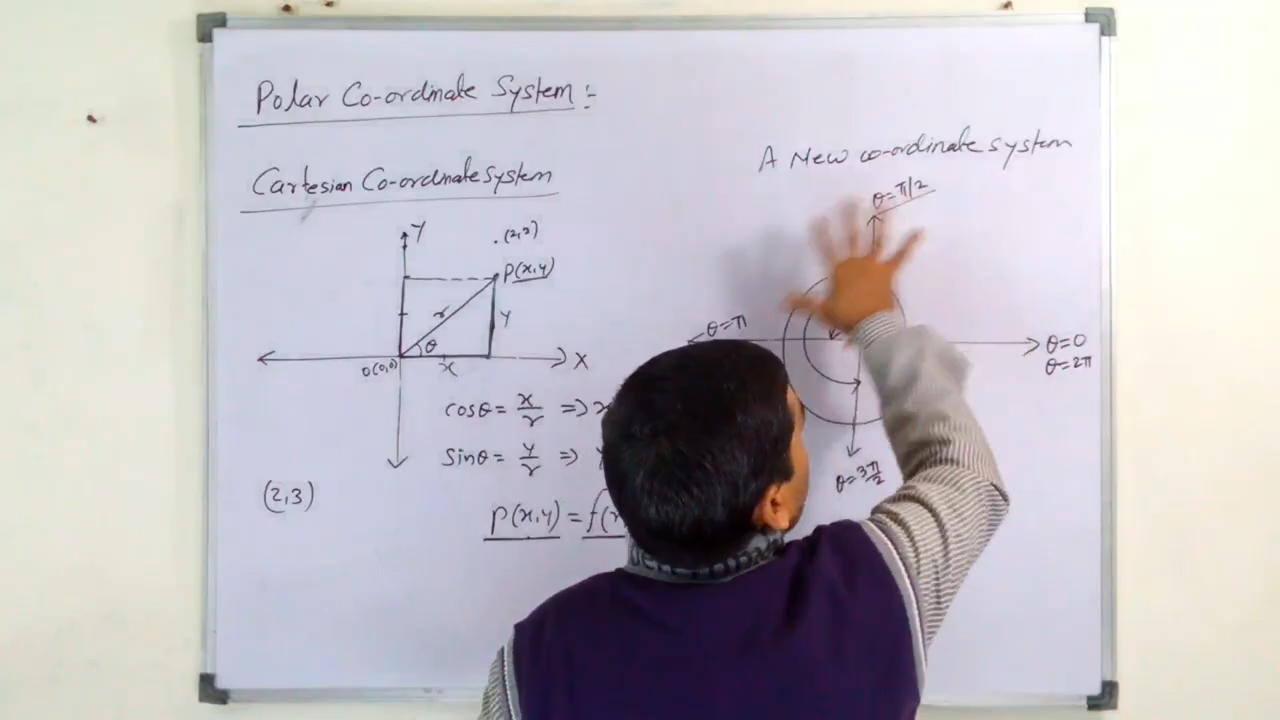 Polar Co-ordinate System :-
Cartesian Co-ordnate System
Y
.(2,3)
P(x,y)
r
y
θ
O(0,0)
x
X
cosθ = x/r =>
sinθ = y/r =>
(2,3)
P(x,y) = f(
A New co-ordinate system
θ=π/2
θ=π
θ=0
θ=2π
θ=3π/2